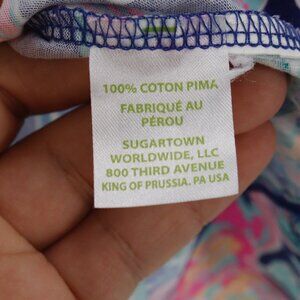 100% COTON PIMA
FABRIQUÉ AU
PÉROU
SUGARTOWN
WORLDWIDE, LLC
800 THIRD AVENUE
KING OF PRUSSIA. PA USA